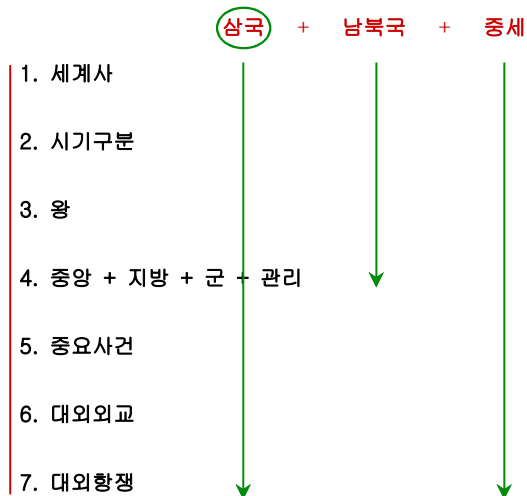 삼국 + 남북국 + 중세
1. 세계사
2. 시기구분
3. 왕
4. 중앙 + 지방 + 군 + 관리
5. 중요사건
6. 대외외교
7. 대외항쟁